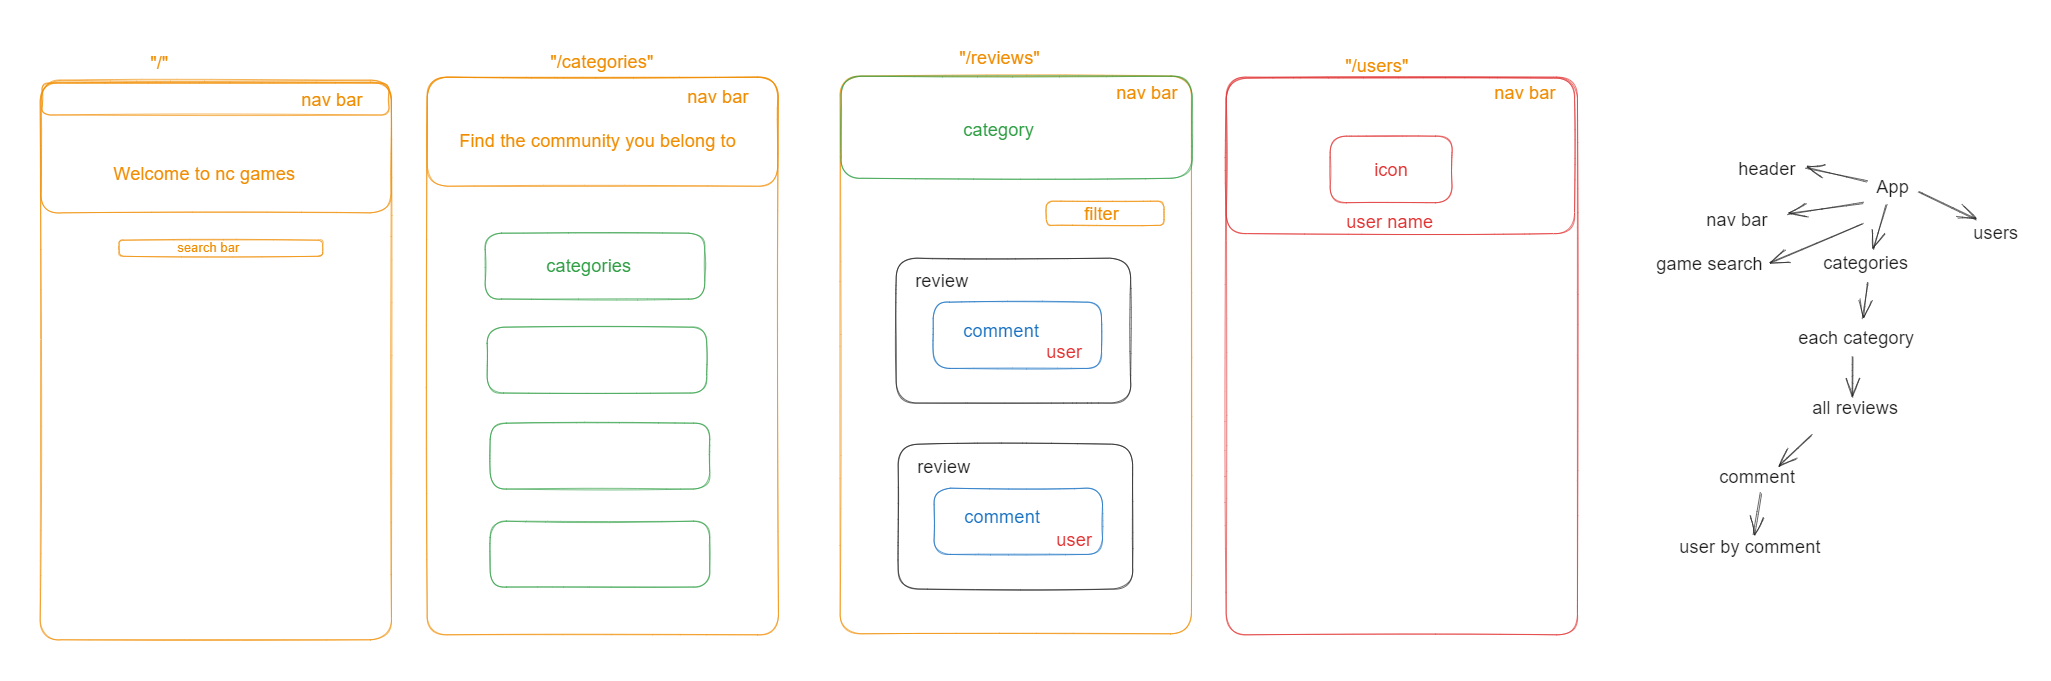 "/"
nav bar
Welcome to nc games
search bar
"/categories"
nav bar
Find the community you belong to
categories
"/reviews"
nav bar
category
filter
review
comment
user
review
comment
user
"/users"
nav bar
icon
user name
header
App
nav bar
users
game search
categories
each category
all reviews
comment
user by comment